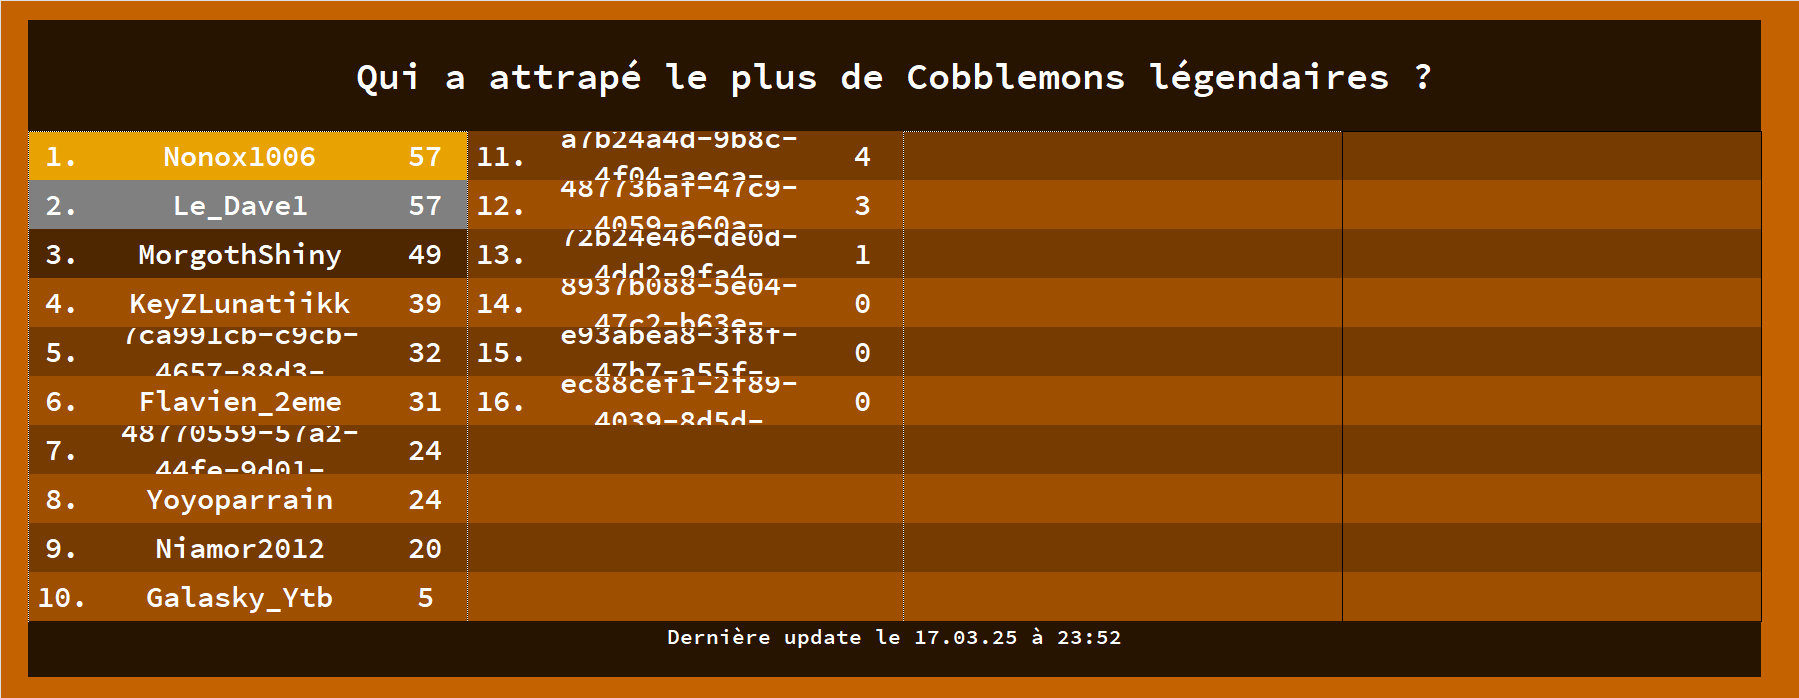 Qui a attrapé le plus de Cobblemons légendaires ?
1. Nonox1006 57
2. Le_Dave1 57
3. MorgothShiny 49
4. KeyZLunatiikk 39
5. 7ca991cb-c9cb-4657-88d3- 32
6. Flavien_2eme 31
7. 48770559-57a2-44fe-9d01- 24
8. Yoyoparrain 24
9. Niamor2012 20
10. Galasky_Ytb 5
11. a7b24a4d-9b8c-4f04-aeca- 4
12. 48773baf-47c9-4059-a60a- 3
13. 72b24e46-de0d-4dd2-9fa4- 1
14. 8937b088-5e04-47c2-b63e- 0
15. e93abea8-3f8f-47b7-a55f- 0
16. ec88cef1-2f89-4039-8d5d- 0
Dernière update le 17.03.25 à 23:52